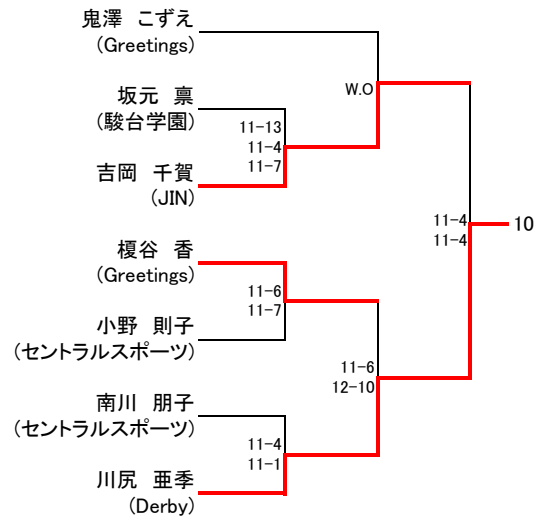 鬼澤 こずえ
(Greetings)
W.O
坂元 禀
(駿台学園)
11-13
11-4
11-7
吉岡 千賀
(JIN)
11-4
11-4
10
榎谷 香
(Greetings)
11-6
11-7
小野 則子
(セントラルスポーツ)
11-6
12-10
南川 朋子
(セントラルスポーツ)
11-4
11-1
川尻 亜季
(Derby)